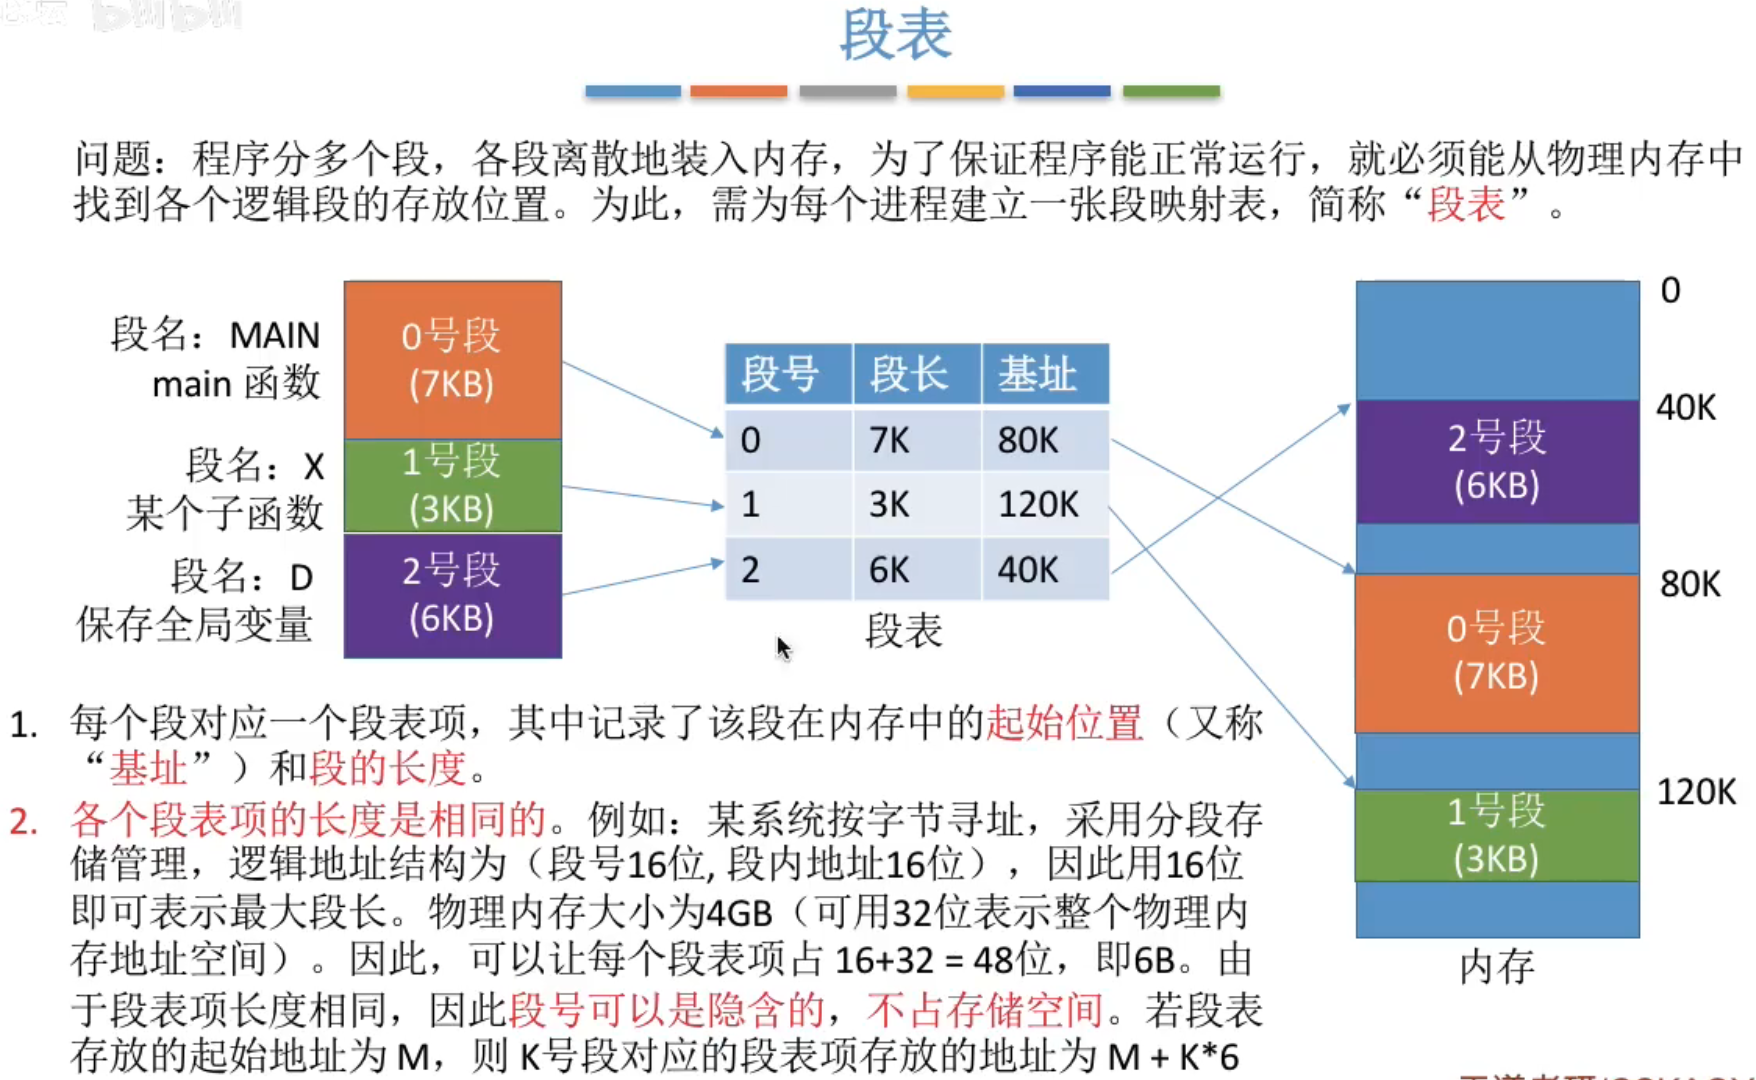 bilibili
段表
问题：程序分多个段，各段离散地装入内存，为了保证程序能正常运行，就必须能从物理内存中
找到各个逻辑段的存放位置。为此，需为每个进程建立一张段映射表，简称“段表”。
段名：MAIN
main 函数
段名：X
某个子函数
段名：D
保存全局变量
0号段
(7KB)
1号段
(3KB)
2号段
(6KB)
段号 段长 基址
0 7K 80K
1 3K 120K
2 6K 40K
段表
0
40K
2号段
(6KB)
80K
0号段
(7KB)
120K
1号段
(3KB)
内存
1. 每个段对应一个段表项，其中记录了该段在内存中的起始位置（又称
“基址”）和段的长度。
2. 各个段表项的长度是相同的。例如：某系统按字节寻址，采用分段存
储管理，逻辑地址结构为（段号16位, 段内地址16位），因此用16位
即可表示最大段长。物理内存大小为4GB（可用32位表示整个物理内
存地址空间）。因此，可以让每个段表项占 16+32 = 48位，即6B。由
于段表项长度相同，因此段号可以是隐含的，不占存储空间。若段表
存放的起始地址为 M，则 K号段对应的段表项存放的地址为 M + K*6